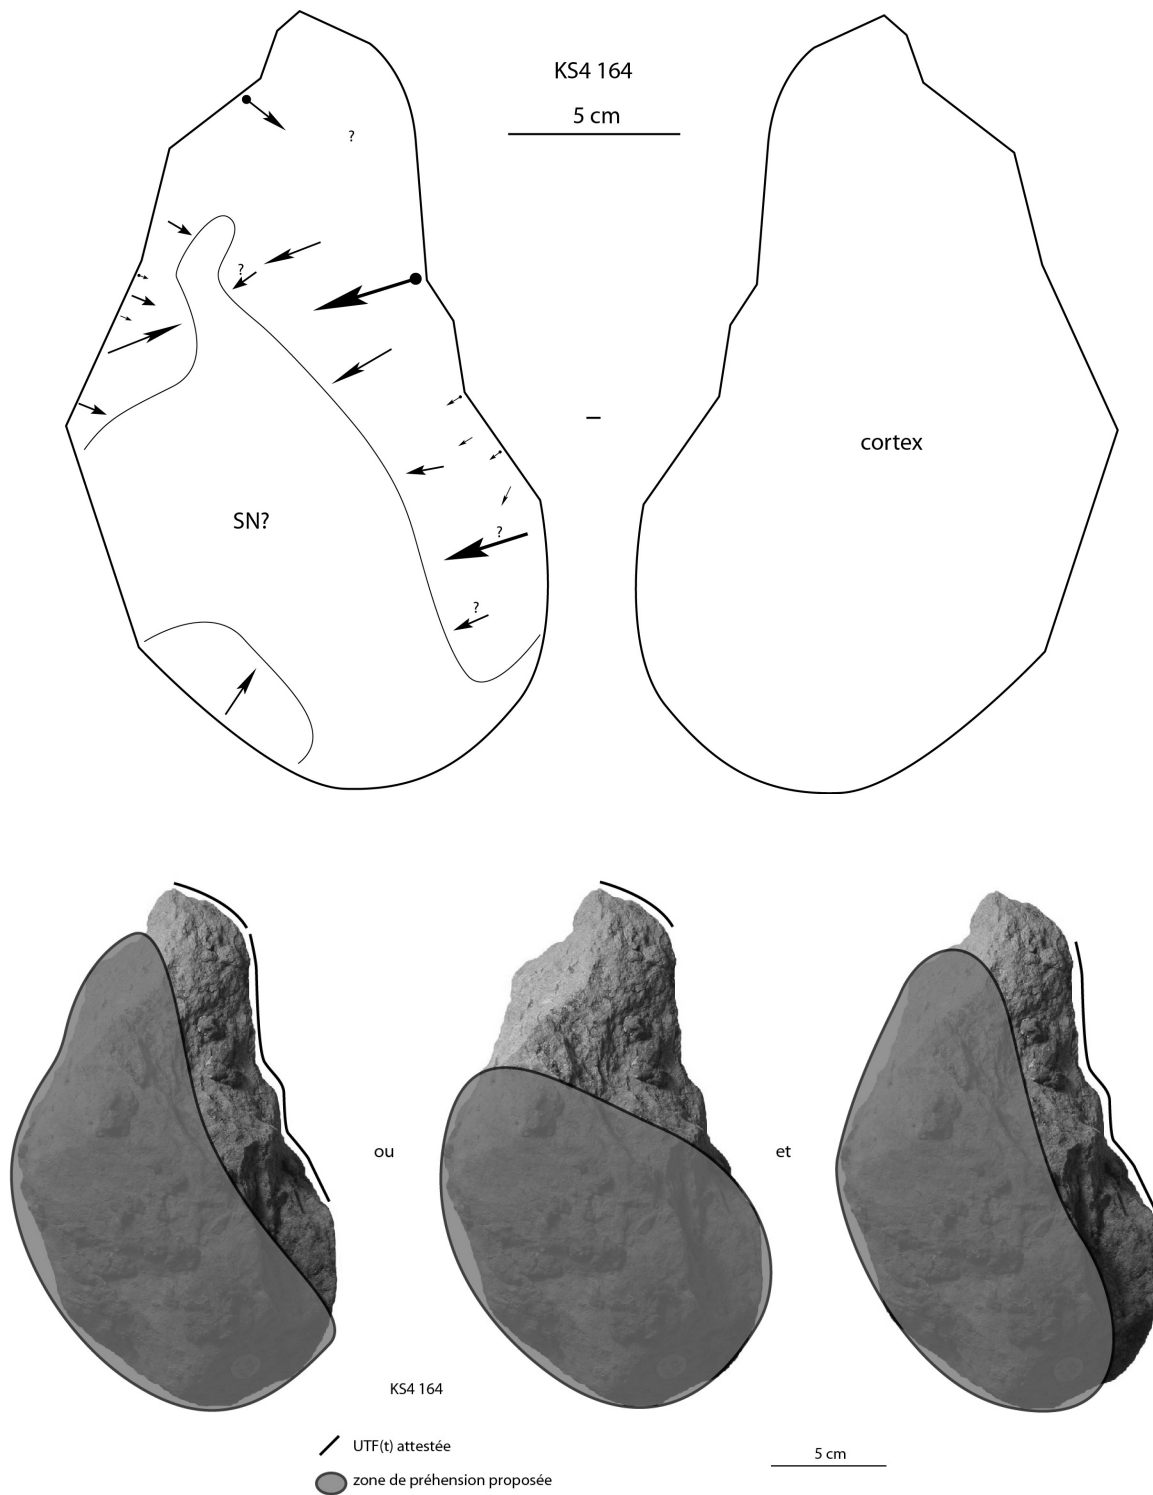 KS4 164
5 cm
?
?
cortex
SN?
?
?
ou
et
KS4 164
UTF(t) attestée
5 cm
zone de préhension proposée